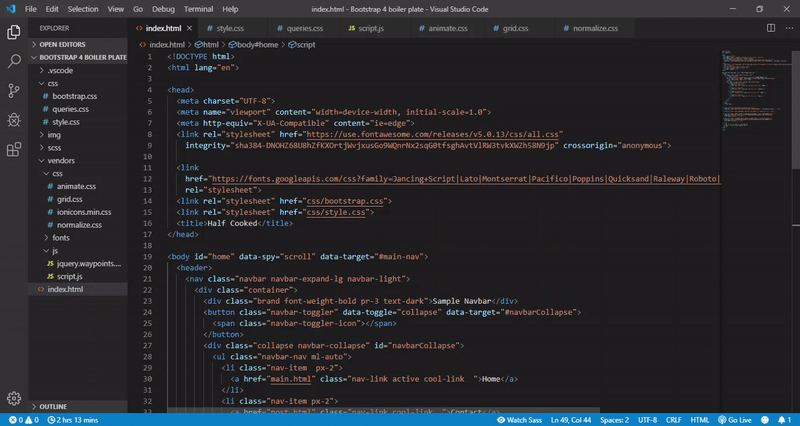 File Edit Selection View Go Debug Terminal Help
index.html - Bootstrap 4 boiler plate - Visual Studio Code
EXPLORER
OPEN EDITORS
BOOTSTRAP 4 BOILER PLATE
.vscode
css
bootstrap.css
queries.css
style.css
img
scss
vendors
css
animate.css
grid.css
ionicons.min.css
normalize.css
fonts
js
jquery.waypoints....
script.js
index.html
OUTLINE
index.html style.css queries.css script.js animate.css grid.css normalize.css
index.html > html > body#home > script
1 <!DOCTYPE html>
2 <html lang="en">
3
4 <head>
5 <meta charset="UTF-8">
6 <meta name="viewport" content="width=device-width, initial-scale=1.0">
7 <meta http-equiv="X-UA-Compatible" content="ie=edge">
8 <link rel="stylesheet" href="https://use.fontawesome.com/releases/v5.0.13/css/all.css"
9 crossorigin="anonymous">
10
11 <link
12 href="https://fonts.googleapis.com/css?family=Dancing+Script|Lato|Montserrat|Pacifico|Poppins|Quicksand|Raleway|Roboto|
13 rel="stylesheet">
14 <link rel="stylesheet" href="css/bootstrap.css">
15 <link rel="stylesheet" href="css/style.css">
16 <title>Half Cooked</title>
17 </head>
18
19 <body id="home" data-spy="scroll" data-target="#main-nav">
20 <header>
21 <nav class="navbar navbar-expand-lg navbar-light">
22 <div class="container">
23 <div class="brand font-weight-bold pr-3 text-dark">Sample Navbar</div>
24 <button class="navbar-toggler" data-toggle="collapse" data-target="#navbarCollapse">
25 <span class="navbar-toggler-icon"></span>
26 </button>
27 <div class="collapse navbar-collapse" id="navbarCollapse">
28 <ul class="navbar-nav ml-auto">
29 <li class="nav-item px-2">
30 <a href="main.html" class="nav-link active cool-link ">Home</a>
31 </li>
32 <li class="nav-item px-2">
33 <a href="post.html" class="nav-link cool-link ">Contact</a>
0 0 2 hrs 13 mins Watch Sass Ln 49, Col 44 Spaces: 2 UTF-8 CRLF HTML Go Live 1